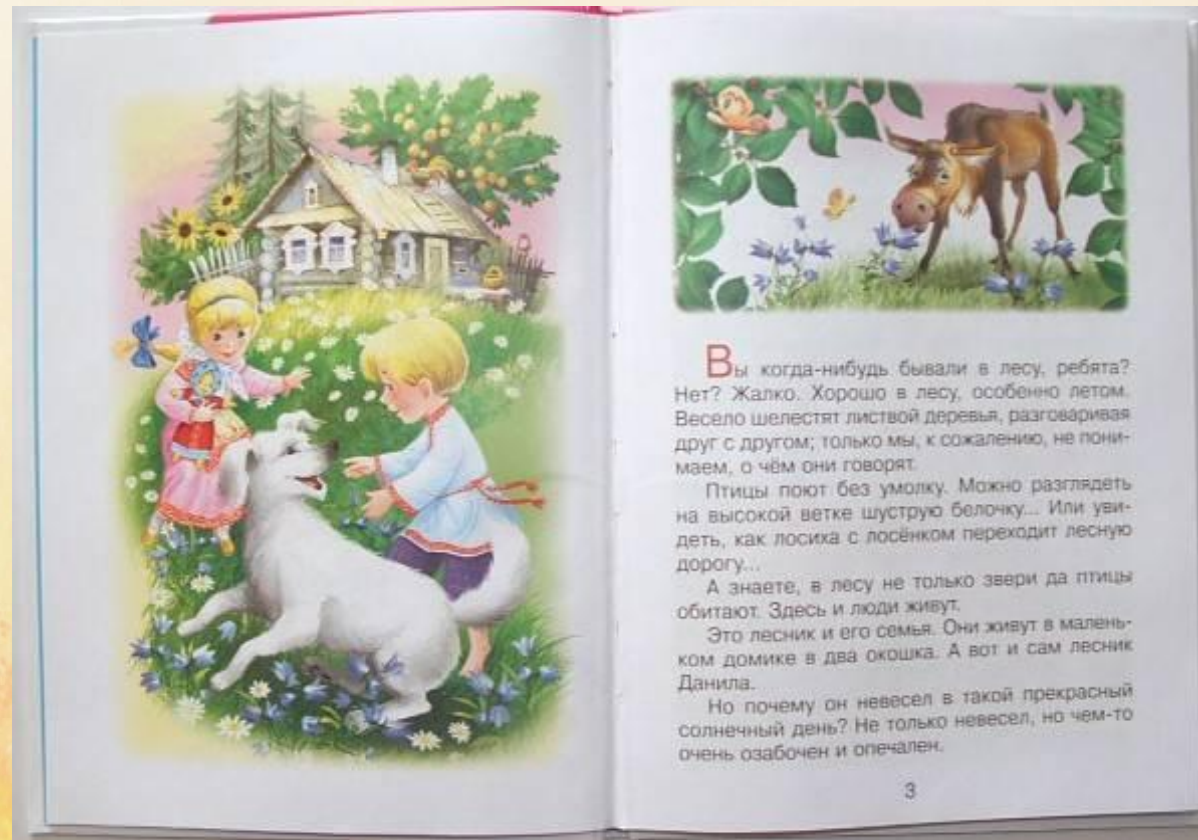 Вы когда-нибудь бывали в лесу, ребята?
Нет? Жалко. Хорошо в лесу, особенно летом.
Весело шелестят листвой деревья, разговаривая
друг с другом; только мы, к сожалению, не пони-
маем, о чём они говорят.
Птицы поют без умолку. Можно разглядеть
на высокой ветке шуструю белочку... Или уви-
деть, как лосиха с лосёнком переходит лесную
дорогу...
А знаете, в лесу не только звери да птицы
обитают. Здесь и люди живут.
Это лесник и его семья. Они живут в малень-
ком домике в два окошка. А вот и сам лесник
Данила.
Но почему он невесел в такой прекрасный
солнечный день? Не только невесел, но чем-то
очень озабочен и опечален.
3